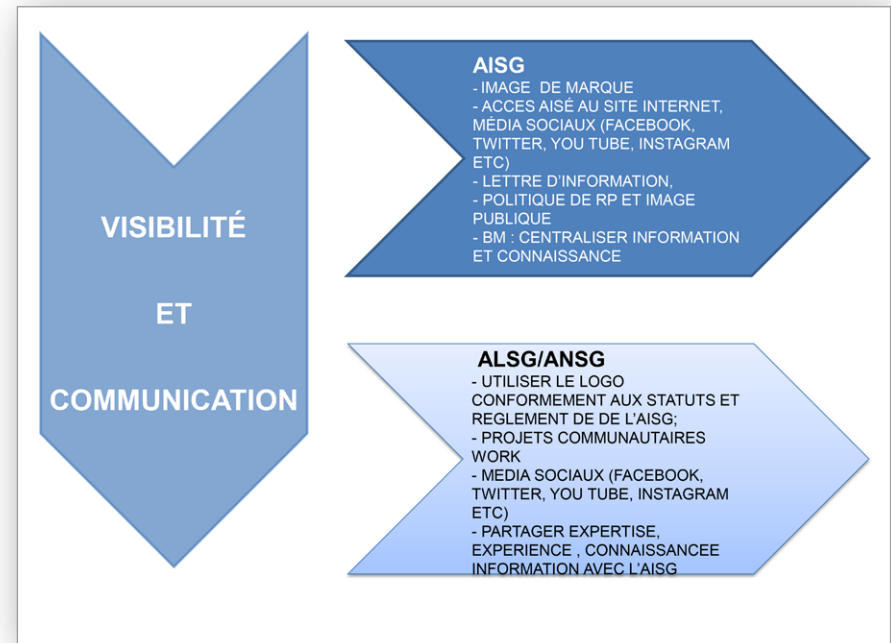 VISIBILITÉ
ET
COMMUNICATION
AISG
- IMAGE DE MARQUE
- ACCES AISÉ AU SITE INTERNET,
MÉDIA SOCIAUX (FACEBOOK,
TWITTER, YOU TUBE, INSTAGRAM
ETC)
- LETTRE D'INFORMATION,
- POLITIQUE DE RP ET IMAGE
PUBLIQUE
- BM : CENTRALISER INFORMATION
ET CONNAISSANCE
ALSG/ANSG
- UTILISER LE LOGO
CONFORMEMENT AUX STATUTS ET
REGLEMENT DE DE L'AISG;
- PROJETS COMMUNAUTAIRES
WORK
- MEDIA SOCIAUX (FACEBOOK,
TWITTER, YOU TUBE, INSTAGRAM
ETC)
- PARTAGER EXPERTISE,
EXPERIENCE , CONNAISSANCEE
INFORMATION AVEC L'AISG